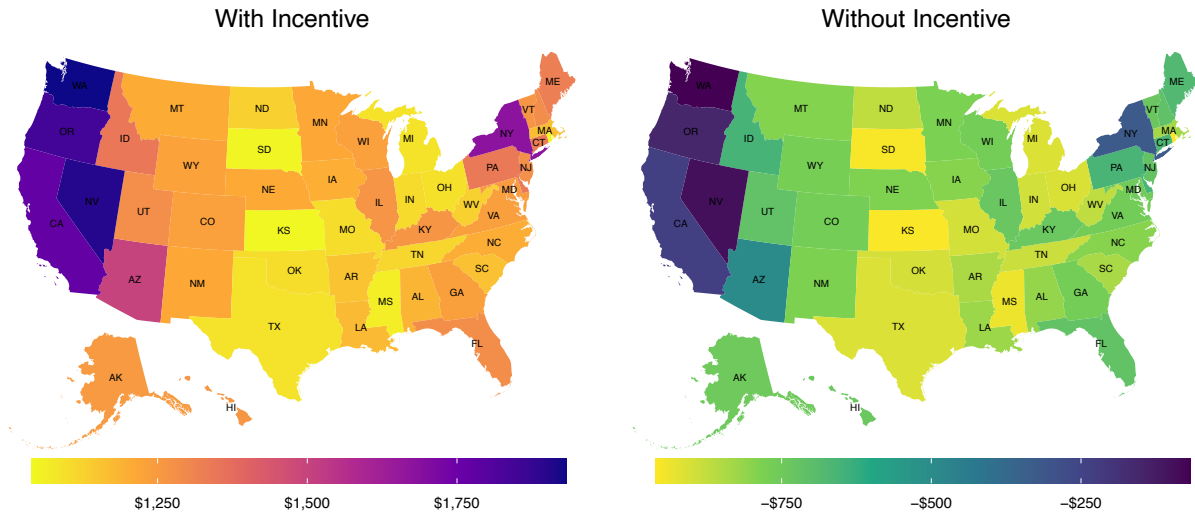 With Incentive
WA
MT
ND
MN
ME
OR
ID
SD
WI
MI
VT
NY
MA
CT
WY
IA
PA
NJ
NV
UT
NE
IL
IN
OH
MD
CA
CO
KS
MO
KY
WV
VA
AZ
NM
OK
AR
TN
NC
TX
MS
AL
GA
SC
LA
FL
AK
HI
$1,250 $1,500 $1,750
Without Incentive
WA
MT
ND
MN
ME
OR
ID
SD
WI
MI
VT
NY
MA
CT
WY
IA
PA
NJ
NV
UT
NE
IL
IN
OH
MD
CA
CO
KS
MO
KY
WV
VA
AZ
NM
OK
AR
TN
NC
TX
MS
AL
GA
SC
LA
FL
AK
HI
−$750 −$500 −$250